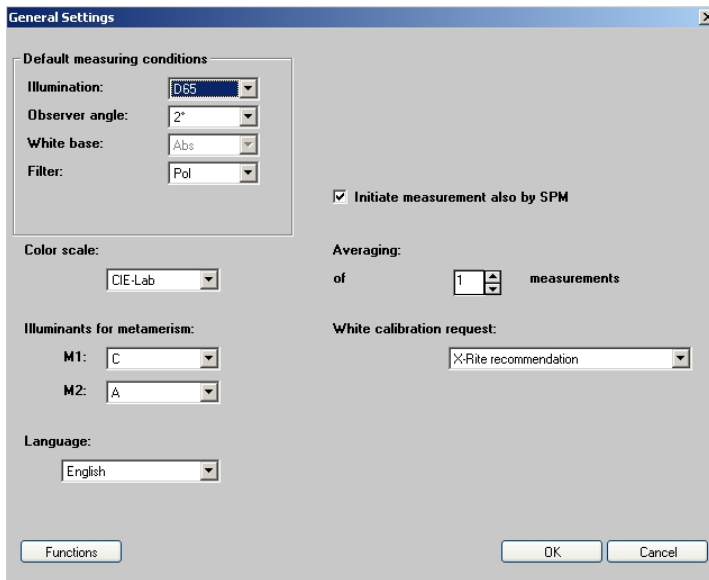 General Settings
Default measuring conditions
Illumination: D65
Observer angle: 2°
White base: Abs
Filter: Pol
Initiate measurement also by SPM
Color scale:
CIE-Lab
Averaging:
of 1 measurements
Illuminants for metamerism:
M1: C
M2: A
White calibration request:
X-Rite recommendation
Language:
English
Functions
OK
Cancel